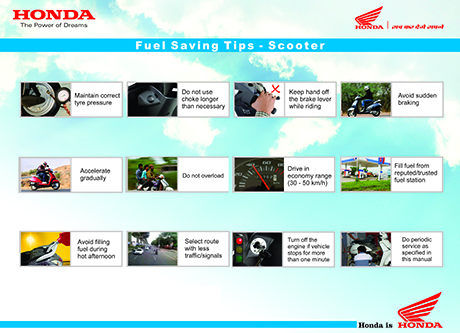 HONDA
The Power of Dreams
HONDA
सच कर देंगे सपने
Fuel Saving Tips - Scooter
Maintain correct
tyre pressure
Do not use
choke longer
than necessary
Keep hand off
the brake lever
while riding
Avoid sudden
braking
Accelerate
gradually
Do not overload
Drive in
economy range
(30 - 50 km/h)
Fill fuel from
reputed/trusted
fuel station
Avoid filling
fuel during
hot afternoon
Select route
with less
traffic/signals
Turn off the
engine if vehicle
stops for more
than one minute
Do periodic
service as
specified in
this manual
Honda is HONDA